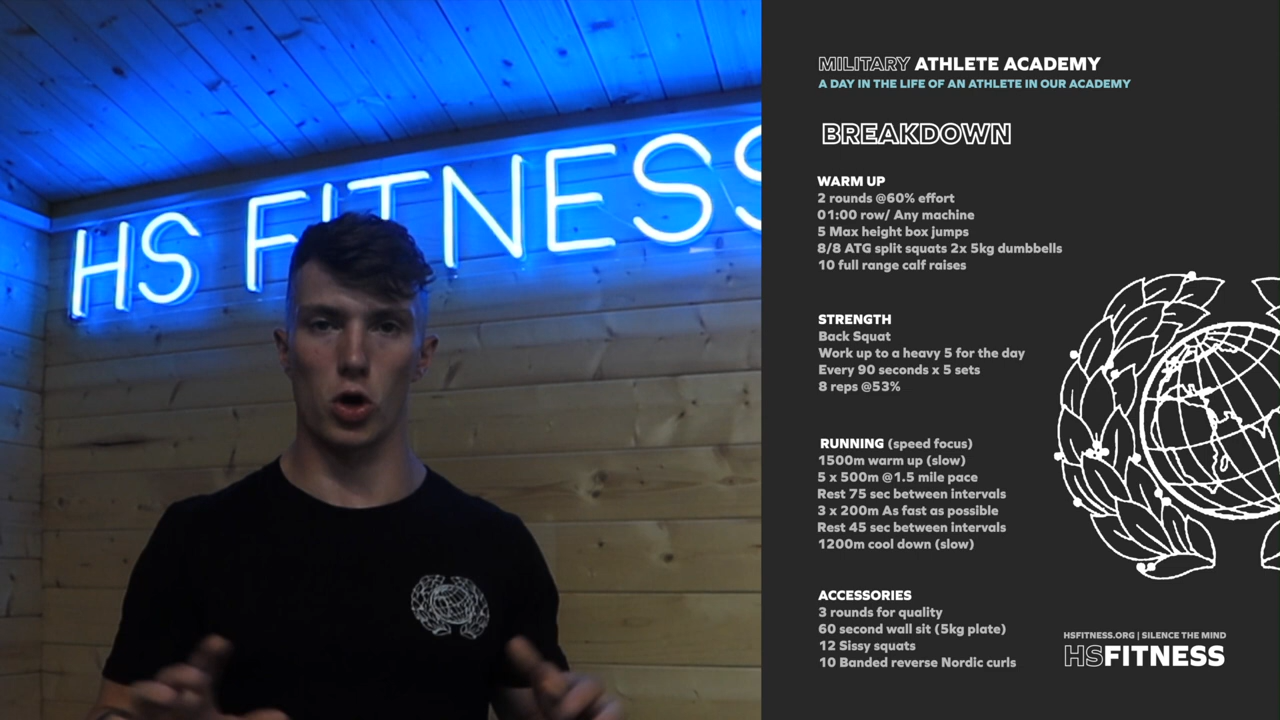 HS FITNESS
MILITARY ATHLETE ACADEMY
A DAY IN THE LIFE OF AN ATHLETE IN OUR ACADEMY
BREAKDOWN
WARM UP
2 rounds @60% effort
01:00 row/ Any machine
5 Max height box jumps
8/8 ATG split squats 2x 5kg dumbbells
10 full range calf raises
STRENGTH
Back Squat
Work up to a heavy 5 for the day
Every 90 seconds x 5 sets
8 reps @53%
RUNNING (speed focus)
1500m warm up (slow)
5 x 500m @1.5 mile pace
Rest 75 sec between intervals
3 x 200m As fast as possible
Rest 45 sec between intervals
1200m cool down (slow)
ACCESSORIES
3 rounds for quality
60 second wall sit (5kg plate)
12 Sissy squats
10 Banded reverse Nordic curls
HSFITNESS.ORG | SILENCE THE MIND
HSFITNESS